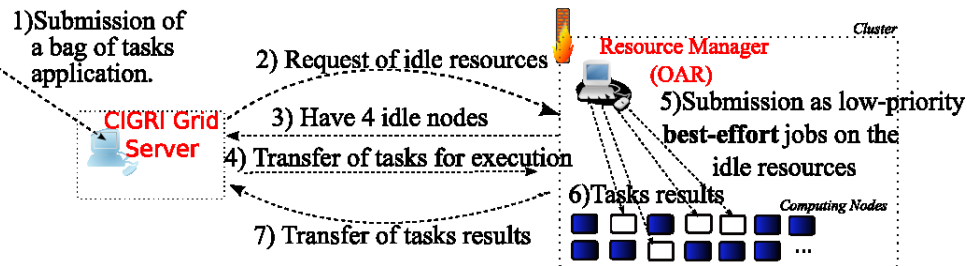 1)Submission of
a bag of tasks
application.
CIGRI Grid
Server
2) Request of idle resources
3) Have 4 idle nodes
4) Transfer of tasks for execution
7) Transfer of tasks results
Cluster
Resource Manager
(OAR)
5)Submission as low-priority
best-effort jobs on the
idle resources
6)Tasks results
Computing Nodes
...